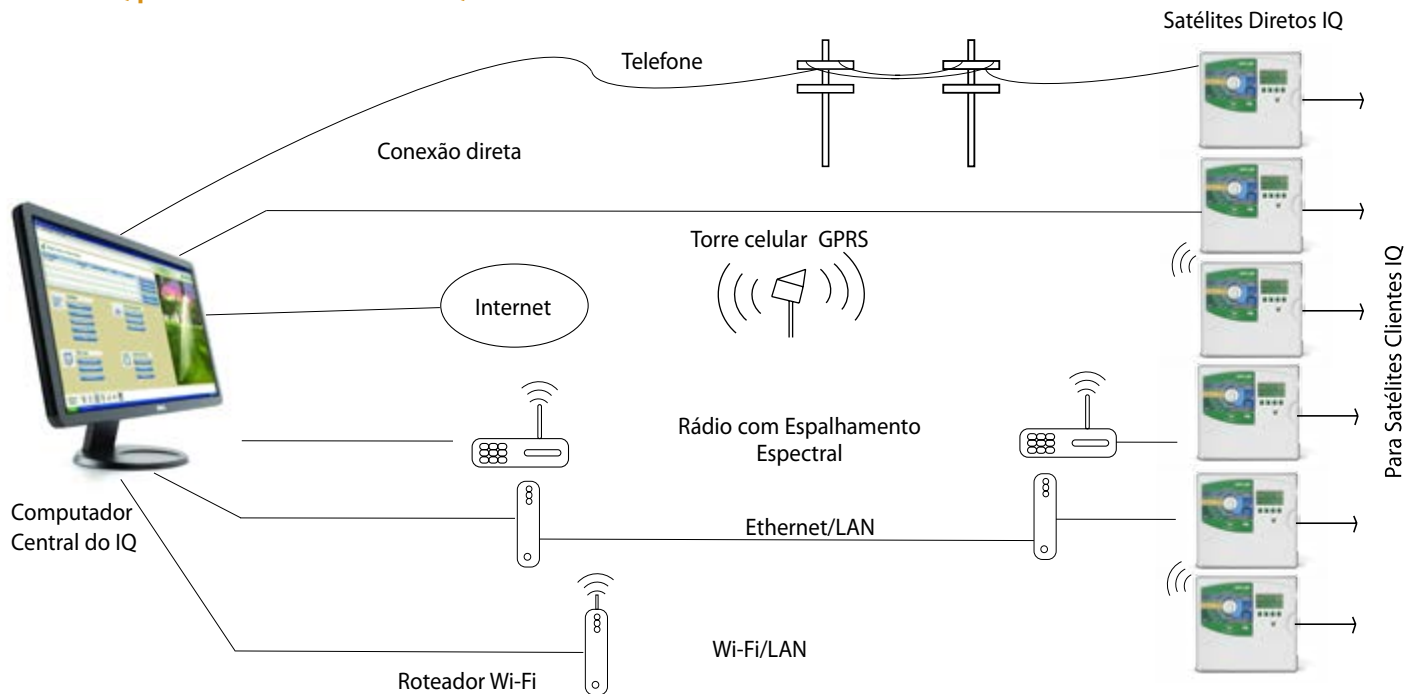 Satélites Diretos IQ
Telefone
Conexão direta
Torre celular GPRS
Internet
Para Satélites Clientes IQ
Rádio com Espalhamento
Espectral
Computador
Central do IQ
Ethernet/LAN
Wi-Fi/LAN
Roteador Wi-Fi